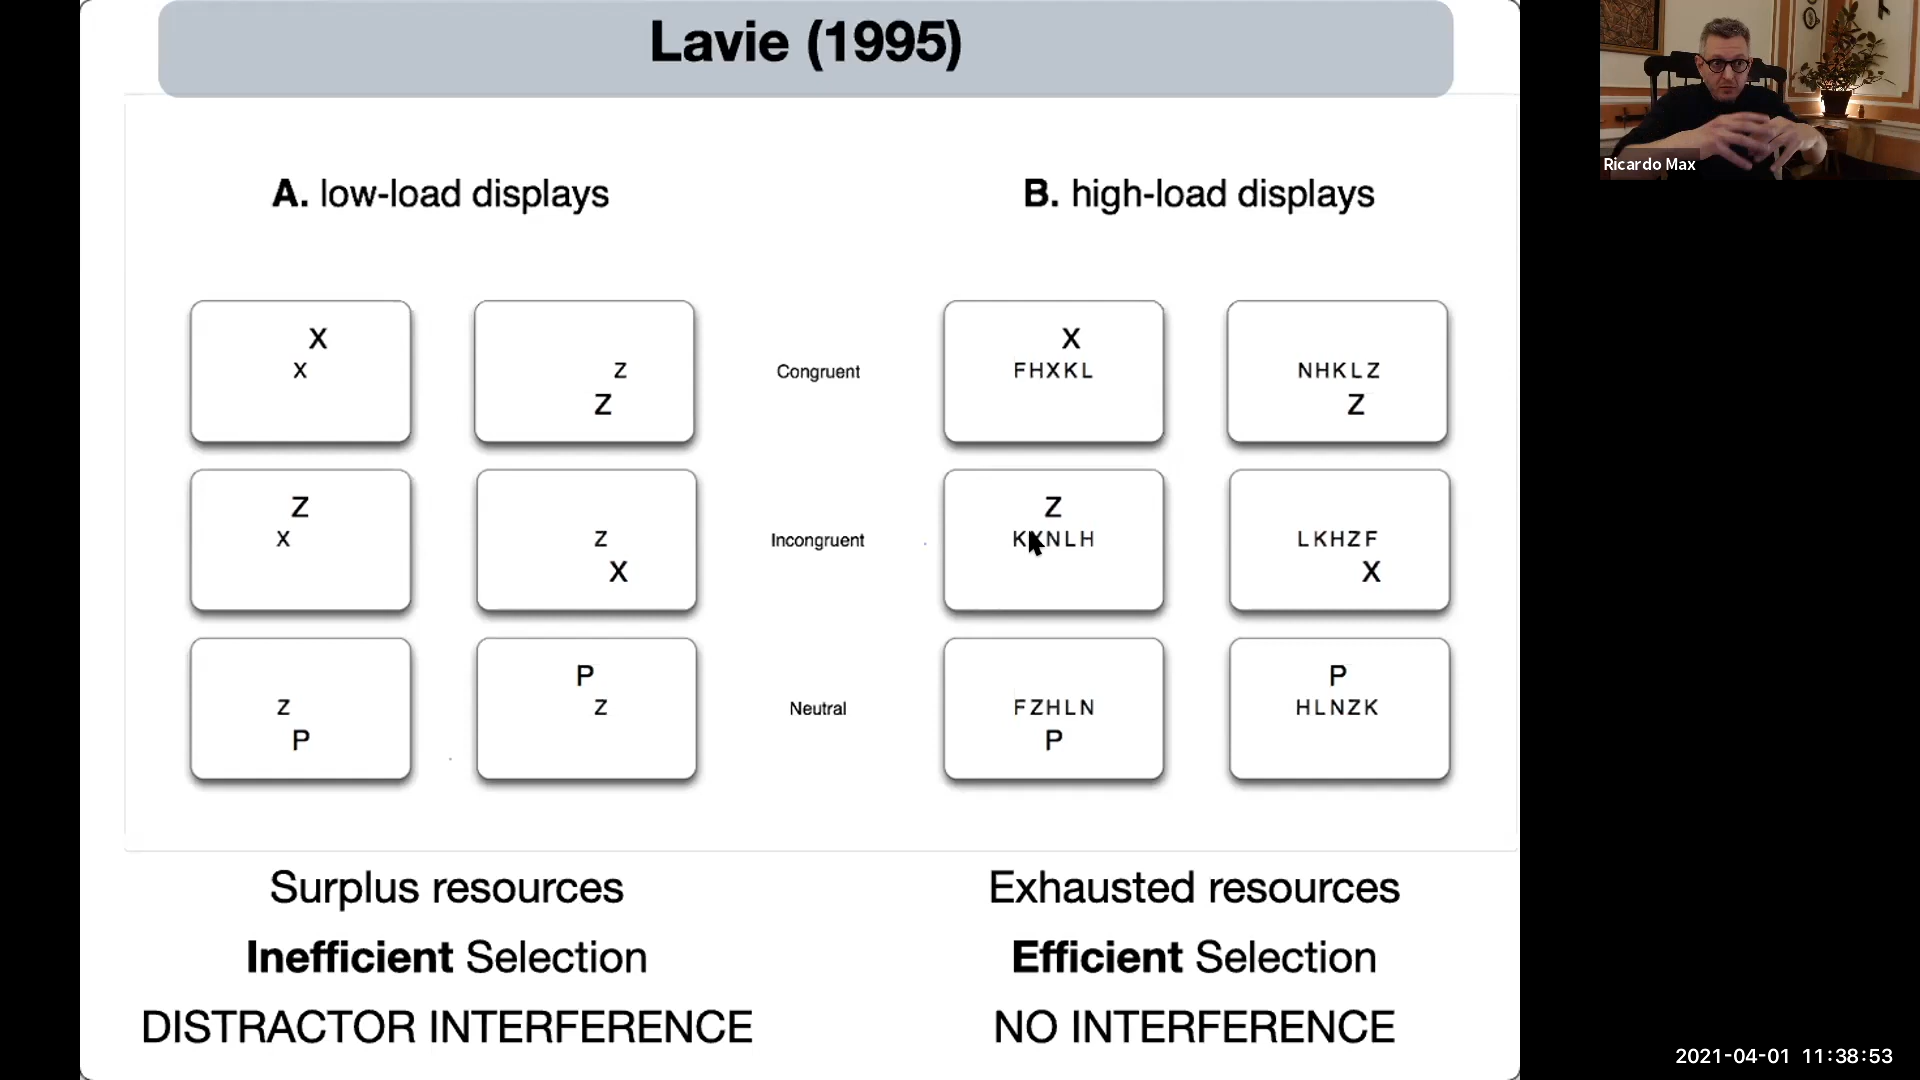 Lavie (1995)
Ricardo Max
A. low-load displays
B. high-load displays
X
X
Z
Z
Congruent
X
FHXKL
NHKLZ
Z
Z
X
Z
X
Incongruent
Z
KXNLH
LKHZF
X
Z
P
P
Z
Neutral
FZHLN
P
P
HLNZK
Surplus resources
Exhausted resources
Inefficient Selection
Efficient Selection
DISTRACTOR INTERFERENCE
NO INTERFERENCE
2021-04-01 11:38:53